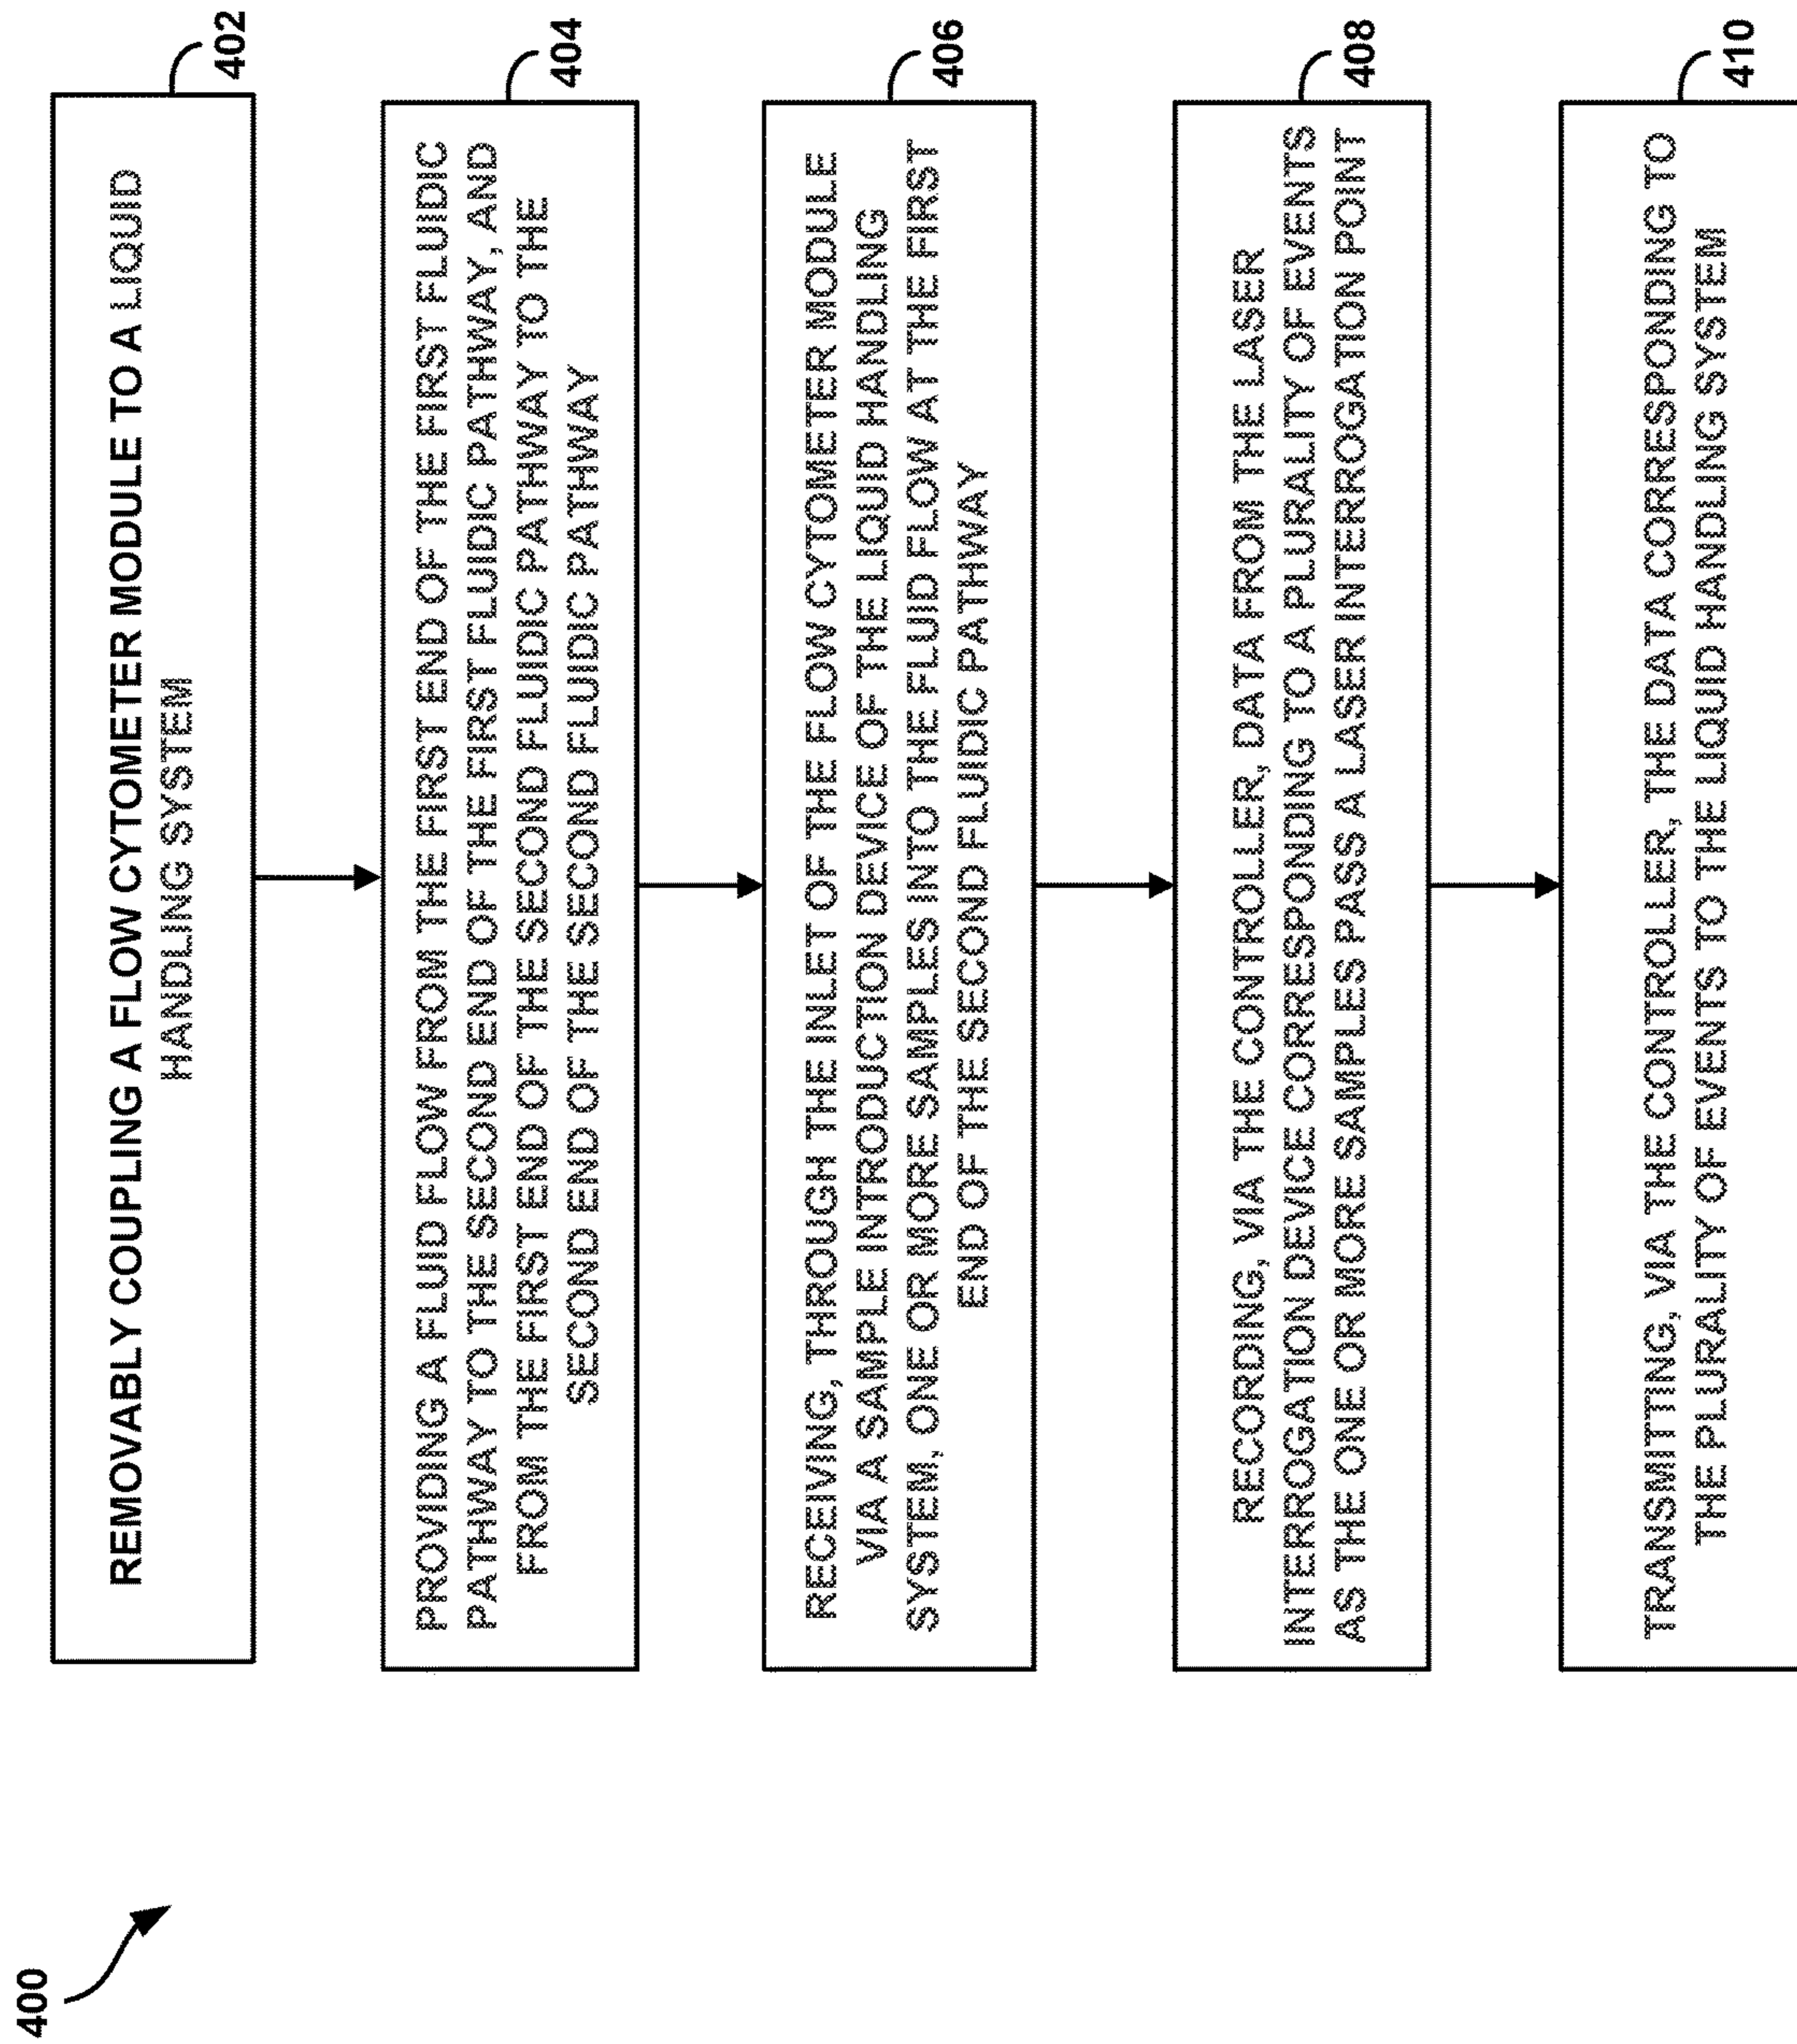 400
REMOVABLY COUPLING A FLOW CYTOMETER MODULE TO A LIQUID
HANDLING SYSTEM
402
PROVIDING A FLUID FLOW FROM THE FIRST END OF THE FIRST FLUIDIC
PATHWAY TO THE SECOND END OF THE FIRST FLUIDIC PATHWAY, AND
FROM THE FIRST END OF THE SECOND FLUIDIC PATHWAY TO THE
SECOND END OF THE SECOND FLUIDIC PATHWAY
404
RECEIVING, THROUGH THE INLET OF THE FLOW CYTOMETER MODULE
VIA A SAMPLE INTRODUCTION DEVICE OF THE LIQUID HANDLING
SYSTEM, ONE OR MORE SAMPLES INTO THE FLUID FLOW AT THE FIRST
END OF THE SECOND FLUIDIC PATHWAY
406
RECORDING, VIA THE CONTROLLER, DATA FROM THE LASER
INTERROGATION DEVICE CORRESPONDING TO A PLURALITY OF EVENTS
AS THE ONE OR MORE SAMPLES PASS A LASER INTERROGATION POINT
408
TRANSMITTING, VIA THE CONTROLLER, THE DATA CORRESPONDING TO
THE PLURALITY OF EVENTS TO THE LIQUID HANDLING SYSTEM
410